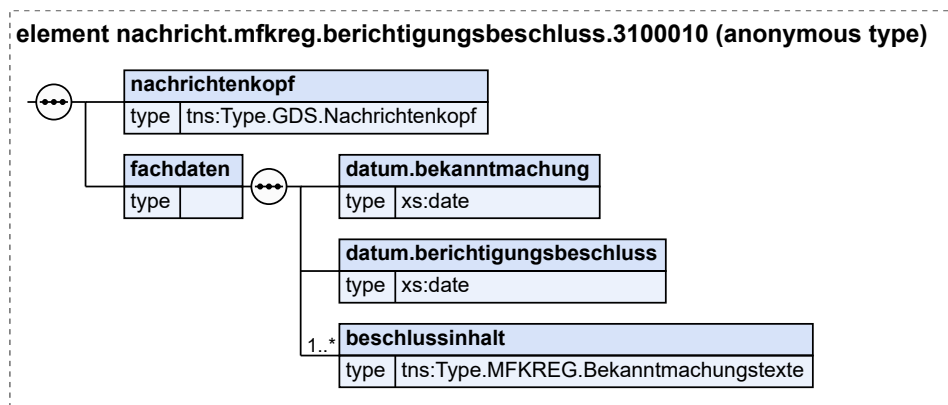 element nachricht.mfkreg.berichtigungsbeschluss.3100010 (anonymous type)
nachrichtenkopf
type tns:Type.GDS.Nachrichtenkopf
fachdaten
type
datum.bekanntmachung
type xs:date
datum.berichtigungsbeschluss
type xs:date
1..*
beschlussinhalt
type tns:Type.MFKREG.Bekanntmachungstexte